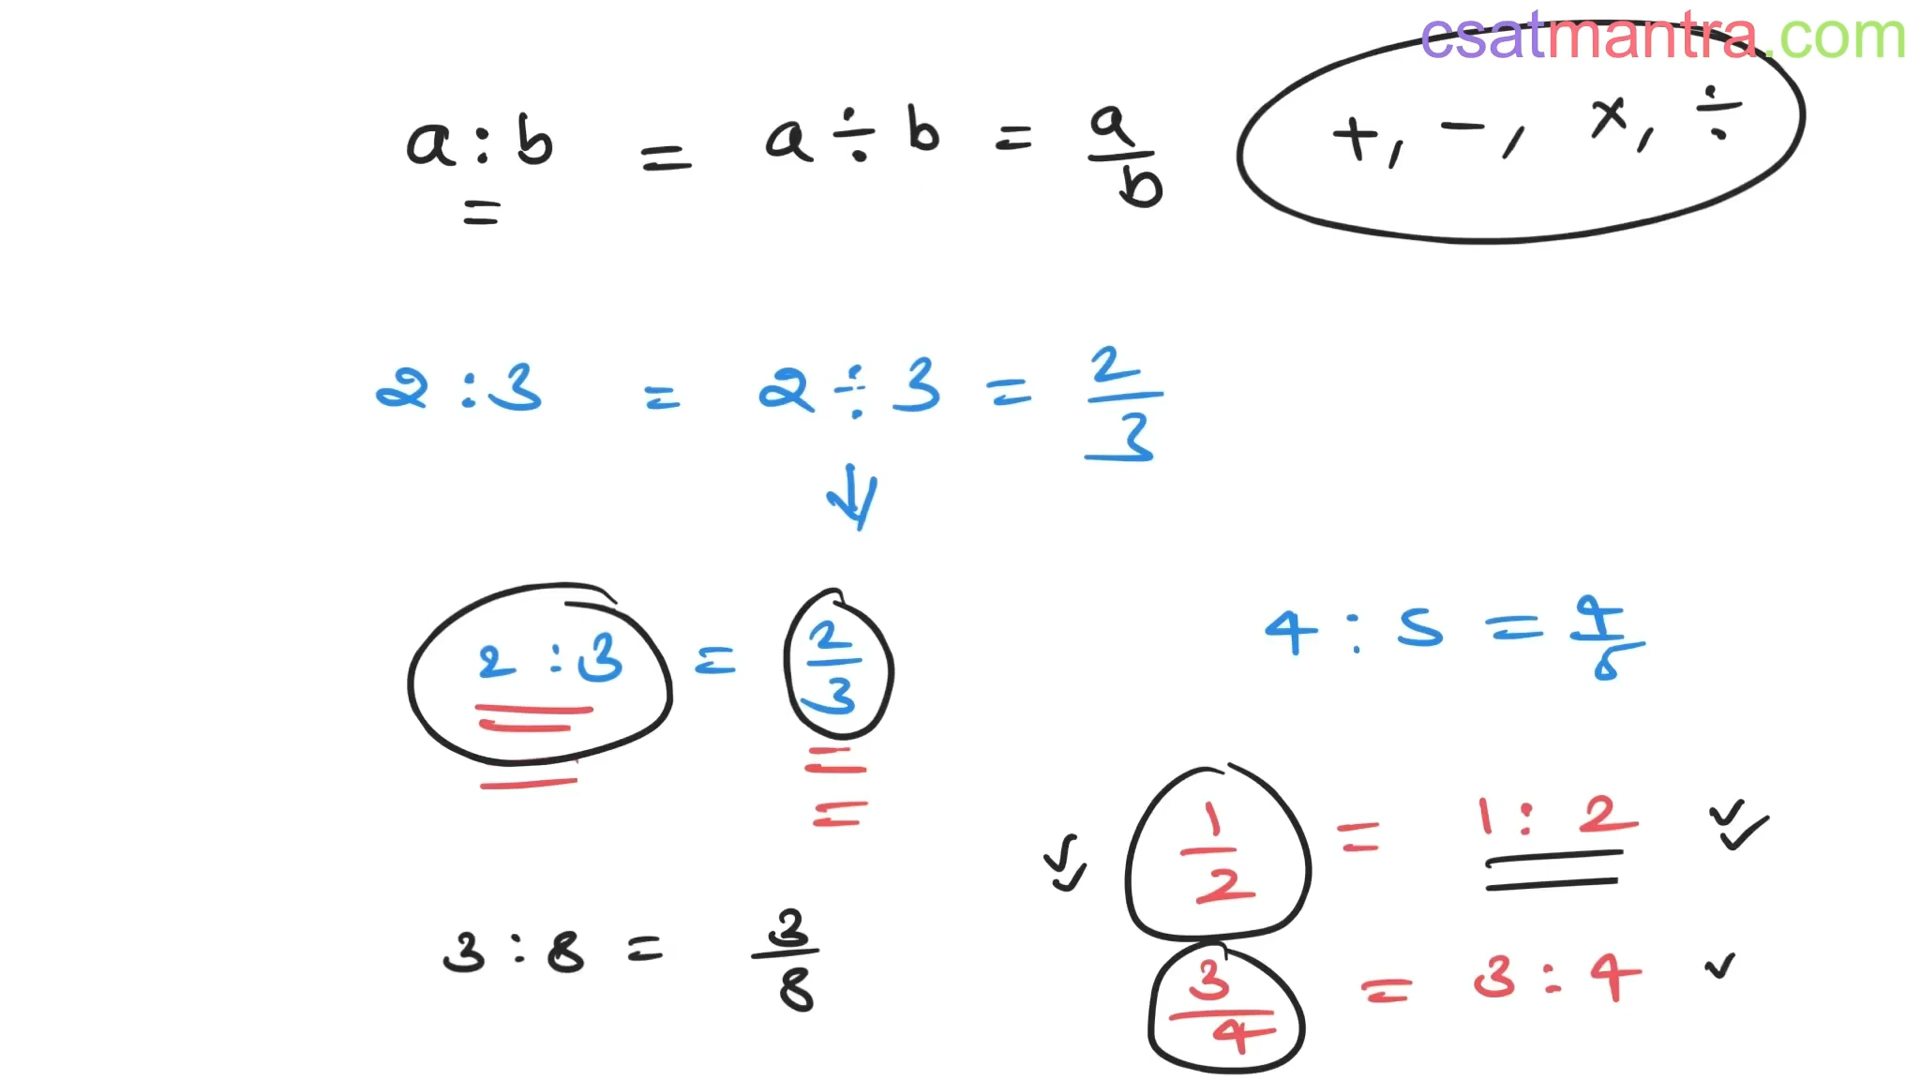 csatmantra.com
a : b = a ÷ b = a/b
+, -, ×, ÷
=
2 : 3 = 2 ÷ 3 = 2/3
↓
2 : 3 = 2/3
4 : 5 = 4/5
1/2 = 1 : 2
3 : 8 = 3/8
3/4 = 3 : 4